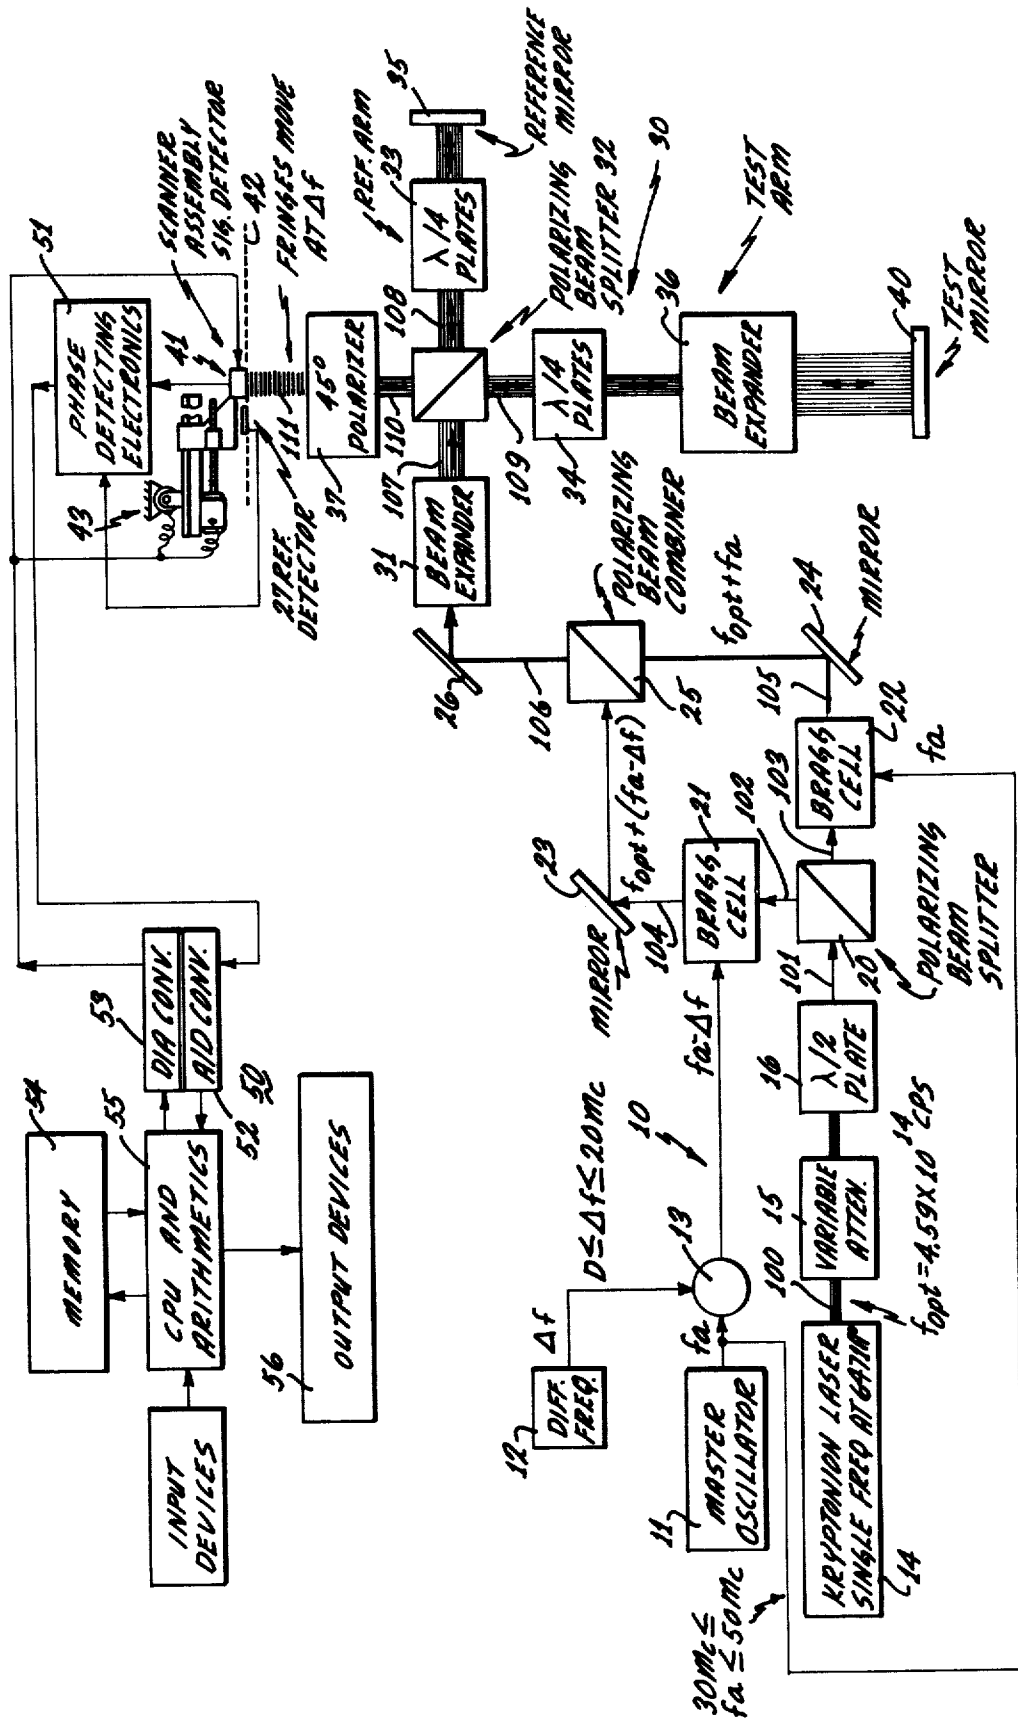 MEMORY
54
INPUT
DEVICES
CPU AND
ARITHMETICS
55
D/A CONV.
A/D CONV.
53
52
50
OUTPUT DEVICES
56
51
PHASE
DETECTING
ELECTRONICS
41
43
SCANNER
ASSEMBLY
SIG. DETECTOR
42
FRINGES MOVE
AT Δf
27 REF.
DETECTOR
111
37
45°
POLARIZER
110
REF. ARM
33
λ/4
PLATES
35
REFERENCE
MIRROR
108
107
31
BEAM
EXPANDER
POLARIZING
BEAM
SPLITTER 32
30
109
34
λ/4
PLATES
36
BEAM
EXPANDER
TEST
ARM
40
TEST
MIRROR
26
106
POLARIZING
BEAM
COMBINER
25
fopt+fa
24
MIRROR
105
fopt+(fa-Δf)
23
MIRROR
104
21
BRAGG
CELL
102
103
BRAGG
CELL
22
fa
20
POLARIZING
BEAM
SPLITTER
101
fa-Δf
10
D≤Δf≤20mc
Δf
12
DIFF.
FREQ.
13
fa
11
MASTER
OSCILLATOR
30mc≤
fa≤50mc
14
KRYPTONION LASER
SINGLE FREQ AT
100
fopt=4.59X10 14 CPS
15
VARIABLE
ATTEN.
16
λ/2
PLATE